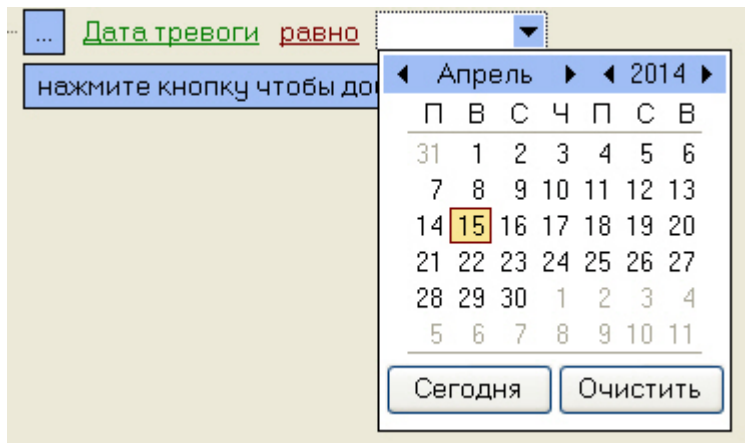 ... Дата тревоги равно
нажмите кнопку чтобы
Апрель 2014
П В С Ч П С В
31 1 2 3 4 5 6
7 8 9 10 11 12 13
14 15 16 17 18 19 20
21 22 23 24 25 26 27
28 29 30 1 2 3 4
5 6 7 8 9 10 11
Сегодня Очистить